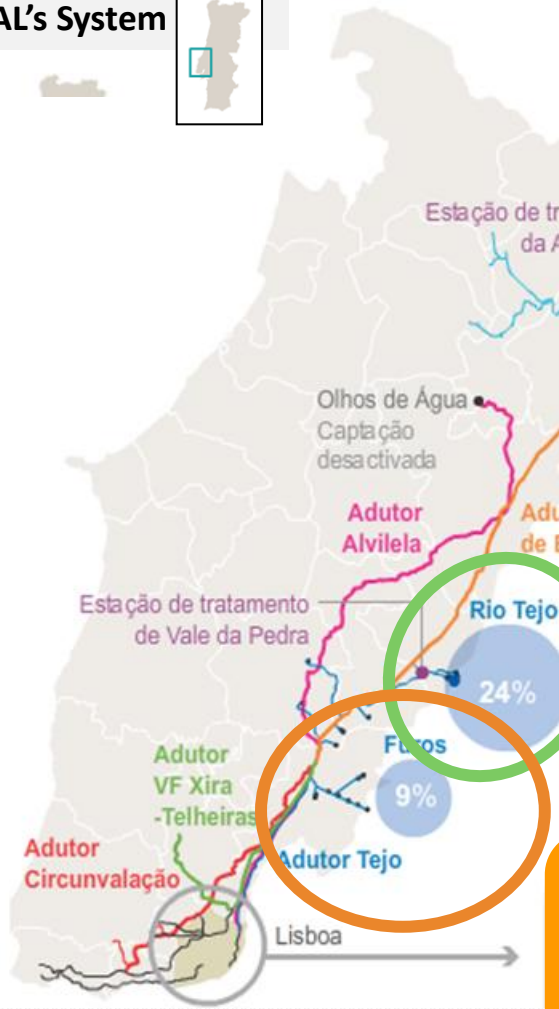 AL's System
Estação de tr
da A
Olhos de Água
Captação
desactivada
Adutor
Alvilela
Adu
de
Estação de tratamento
de Vale da Pedra
Rio Tejo
24%
Furos
9%
Adutor
VF Xira
-Telheiras
Adutor Tejo
Adutor
Circunvalação
Lisboa